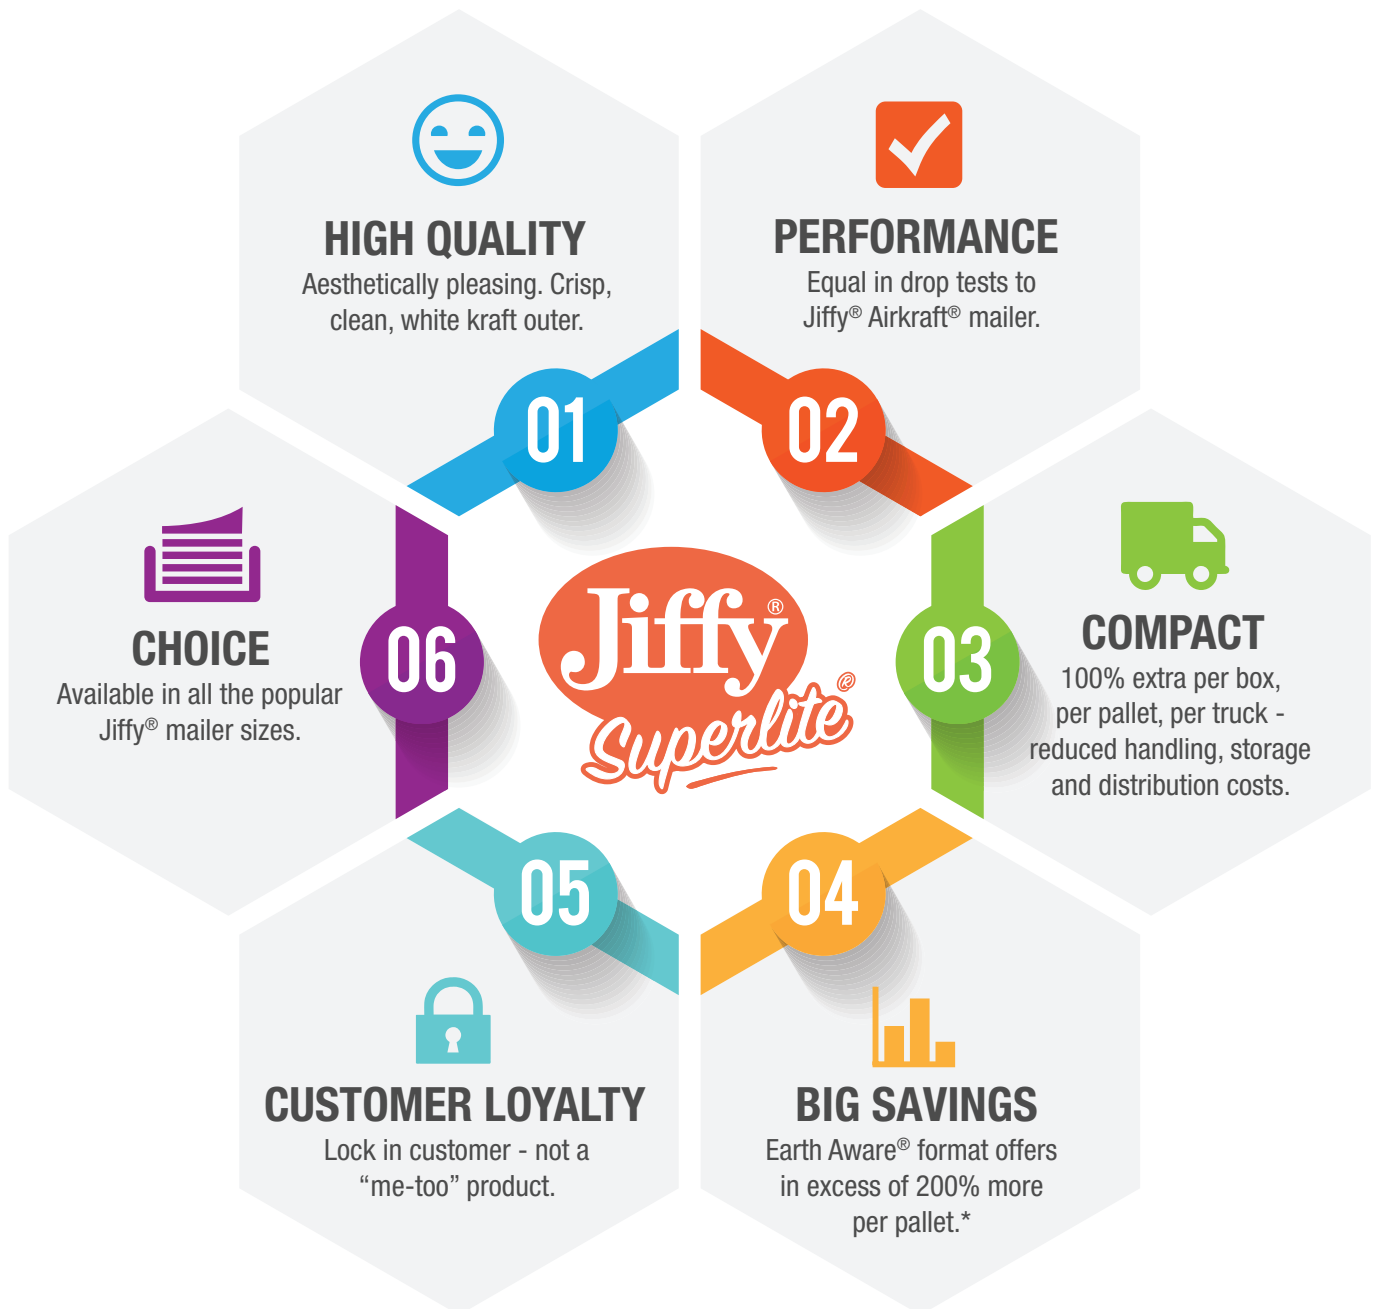 HIGH QUALITY
Aesthetically pleasing. Crisp,
clean, white kraft outer.
01
PERFORMANCE
Equal in drop tests to
Jiffy® Airkraft® mailer.
02
COMPACT
100% extra per box,
per pallet, per truck -
reduced handling, storage
and distribution costs.
03
BIG SAVINGS
Earth Aware® format offers
in excess of 200% more
per pallet.*
04
CUSTOMER LOYALTY
Lock in customer - not a
“me-too” product.
05
CHOICE
Available in all the popular
Jiffy® mailer sizes.
06
Jiffy®
Superlite®